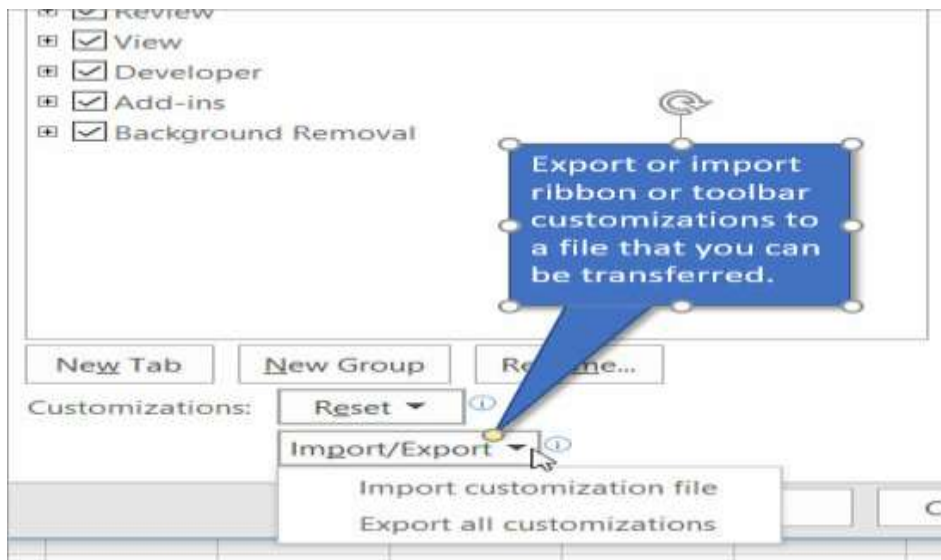 Review
View
Developer
Add-ins
Background Removal
Export or import
ribbon or toolbar
customizations to
a file that you can
be transferred.
New Tab New Group
Customizations: Reset
Import/Export
Import customization file
Export all customizations